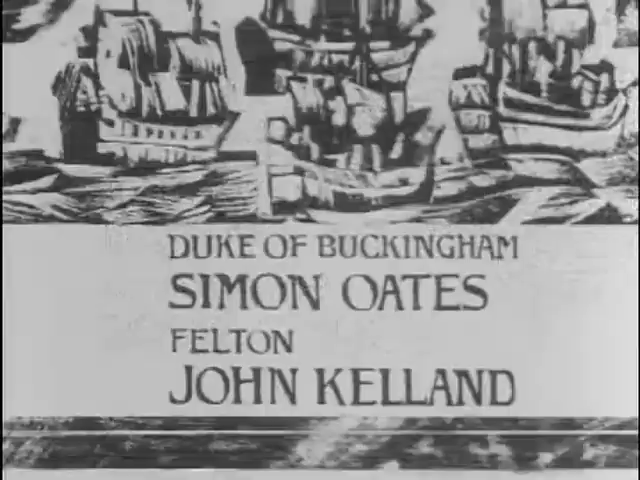 DUKE OF BUCKINGHAM
SIMON OATES
FELTON
JOHN KELLAND